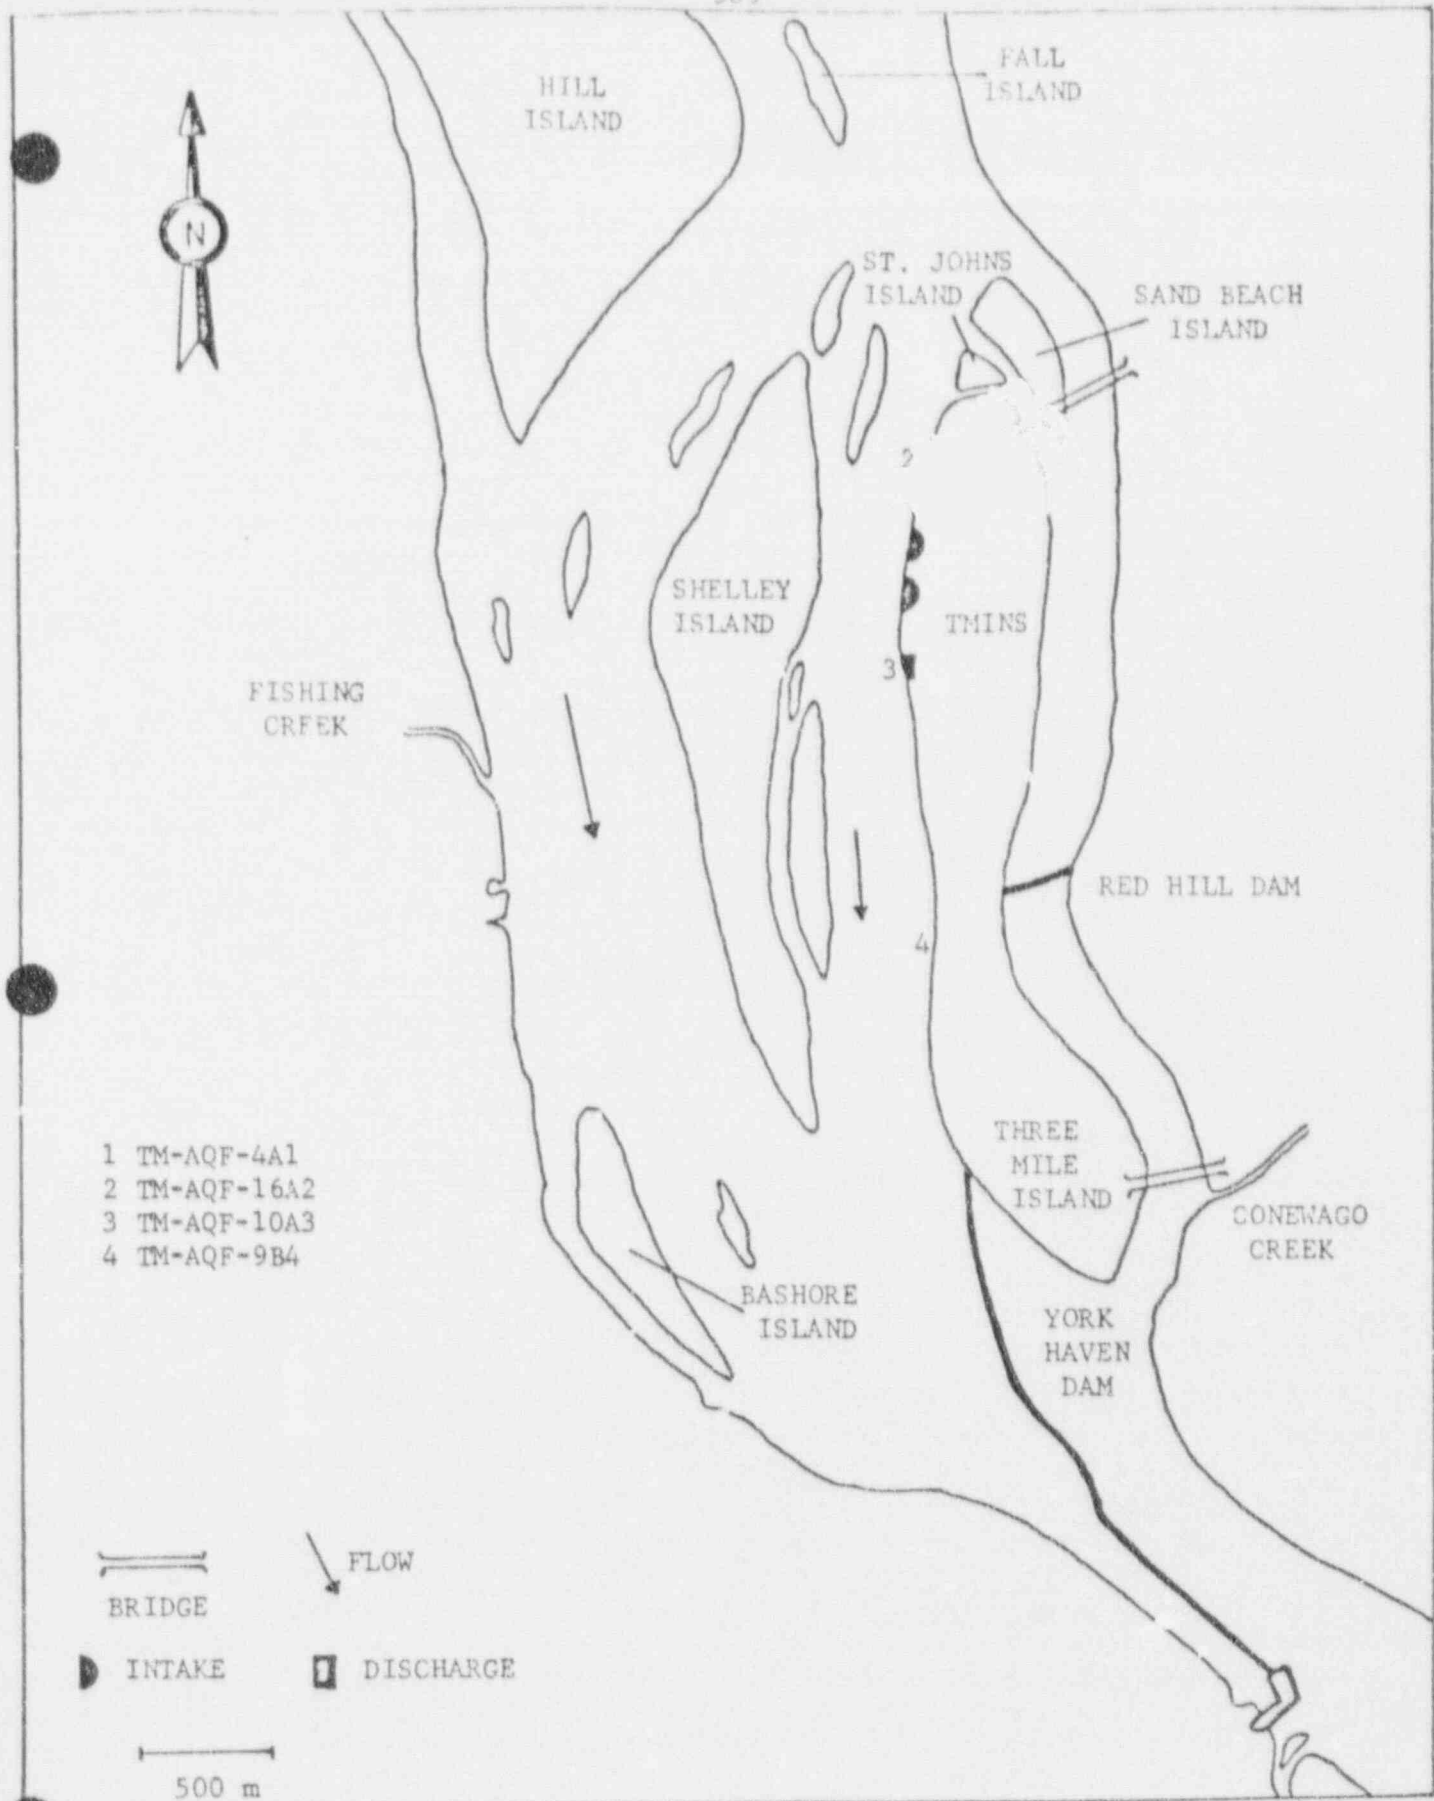 HILL
ISLAND
FALL
ISLAND
N
ST. JOHNS
ISLAND
SAND BEACH
ISLAND
2
SHELLEY
ISLAND
TMINS
3
FISHING
CREEK
RED HILL DAM
4
THREE
MILE
ISLAND
CONEWAGO
CREEK
1 TM-AQF-4A1
2 TM-AQF-16A2
3 TM-AQF-10A3
4 TM-AQF-9B4
BASHORE
ISLAND
YORK
HAVEN
DAM
FLOW
BRIDGE
INTAKE
DISCHARGE
500 m